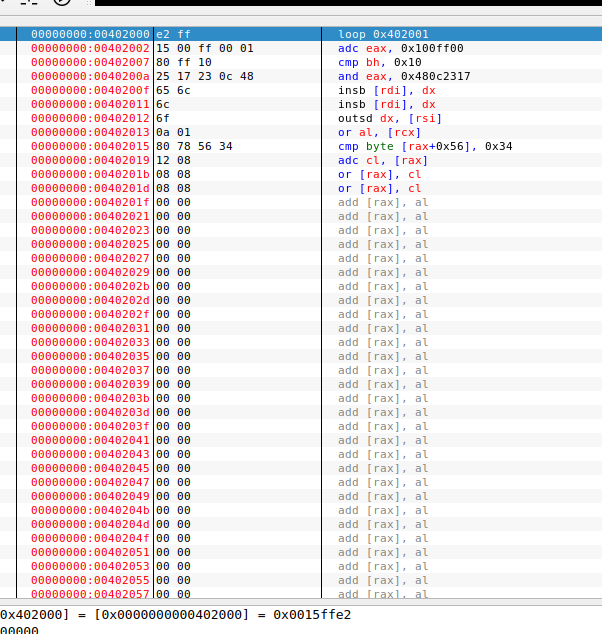 00000000:00402000 e2 ff loop 0x402001
00000000:00402002 15 00 ff 00 01 adc eax, 0x100ff00
00000000:00402007 80 ff 10 cmp bh, 0x10
00000000:0040200a 25 17 23 0c 48 and eax, 0x480c2317
00000000:0040200f 65 6c insb [rdi], dx
00000000:00402011 6c insb [rdi], dx
00000000:00402012 6f outsd dx, [rsi]
00000000:00402013 0a 01 or al, [rcx]
00000000:00402015 80 78 56 34 cmp byte [rax+0x56], 0x34
00000000:00402019 12 08 adc cl, [rax]
00000000:0040201b 08 08 or [rax], cl
00000000:0040201d 08 08 or [rax], cl
00000000:0040201f 00 00 add [rax], al
00000000:00402021 00 00 add [rax], al
00000000:00402023 00 00 add [rax], al
00000000:00402025 00 00 add [rax], al
00000000:00402027 00 00 add [rax], al
00000000:00402029 00 00 add [rax], al
00000000:0040202b 00 00 add [rax], al
00000000:0040202d 00 00 add [rax], al
00000000:0040202f 00 00 add [rax], al
00000000:00402031 00 00 add [rax], al
00000000:00402033 00 00 add [rax], al
00000000:00402035 00 00 add [rax], al
00000000:00402037 00 00 add [rax], al
00000000:00402039 00 00 add [rax], al
00000000:0040203b 00 00 add [rax], al
00000000:0040203d 00 00 add [rax], al
00000000:0040203f 00 00 add [rax], al
00000000:00402041 00 00 add [rax], al
00000000:00402043 00 00 add [rax], al
00000000:00402045 00 00 add [rax], al
00000000:00402047 00 00 add [rax], al
00000000:00402049 00 00 add [rax], al
00000000:0040204b 00 00 add [rax], al
00000000:0040204d 00 00 add [rax], al
00000000:0040204f 00 00 add [rax], al
00000000:00402051 00 00 add [rax], al
00000000:00402053 00 00 add [rax], al
00000000:00402055 00 00 add [rax], al
00000000:00402057 00 00 add [rax], al
0x402000] = [0x0000000000402000] = 0x0015ffe2
00000